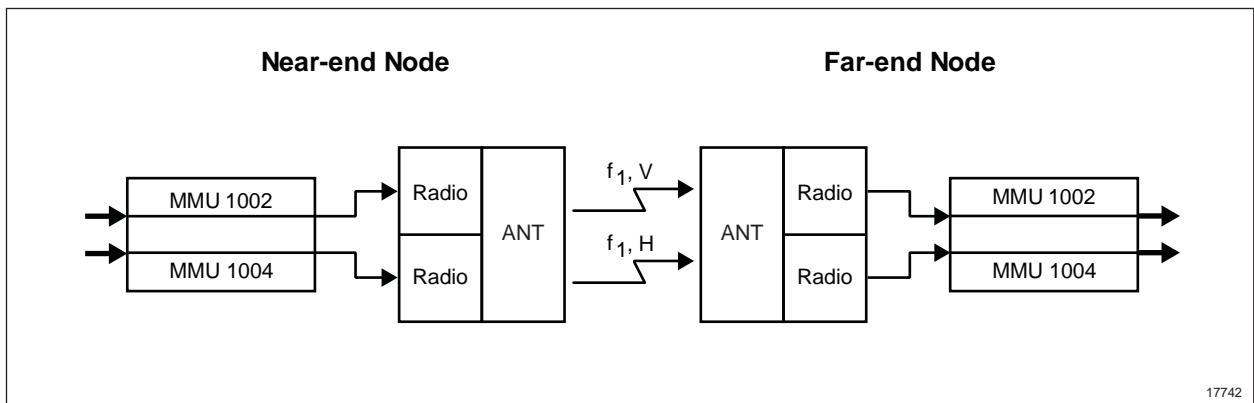 Near-end Node
Far-end Node
MMU 1002
MMU 1004
Radio
Radio
ANT
f1, V
f1, H
ANT
Radio
Radio
MMU 1002
MMU 1004
17742